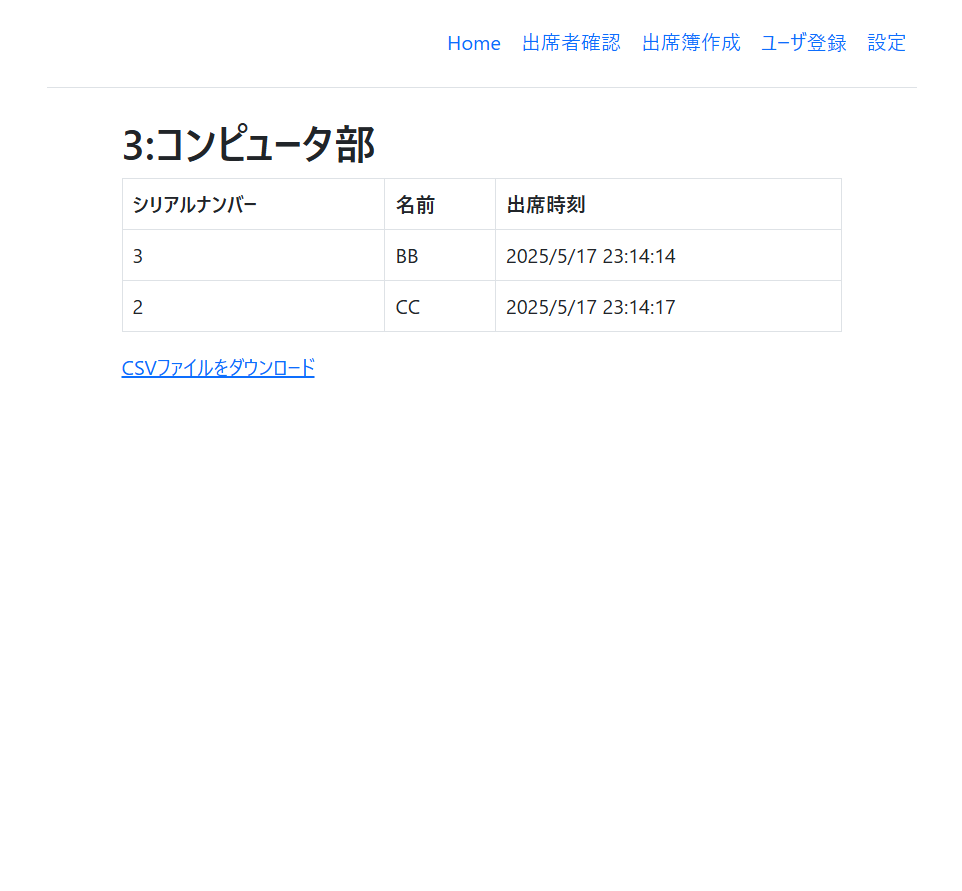 Home 出席者確認 出席簿作成 ユーザ登録 設定
3:コンピュータ部
シリアルナンバー 名前 出席時刻
3 BB 2025/5/17 23:14:14
2 CC 2025/5/17 23:14:17
CSVファイルをダウンロード